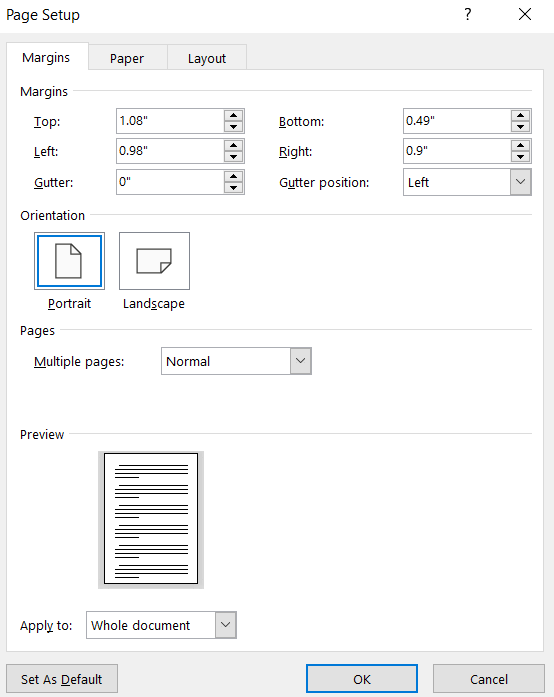 Page Setup ?
Margins Paper Layout
Margins
Top: 1.08" Bottom: 0.49"
Left: 0.98" Right: 0.9"
Gutter: 0" Gutter position: Left
Orientation
Portrait Landscape
Pages
Multiple pages: Normal
Preview
Apply to: Whole document
Set As Default OK Cancel